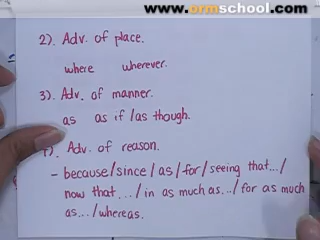 www.ormschool.com
2). Adv. of place.
where wherever.
3). Adv. of manner.
as as if /as though.
Adv. of reason.
- because/since/as/for/seeing that.../
now that .../in as much as.../for as much
as.../whereas.